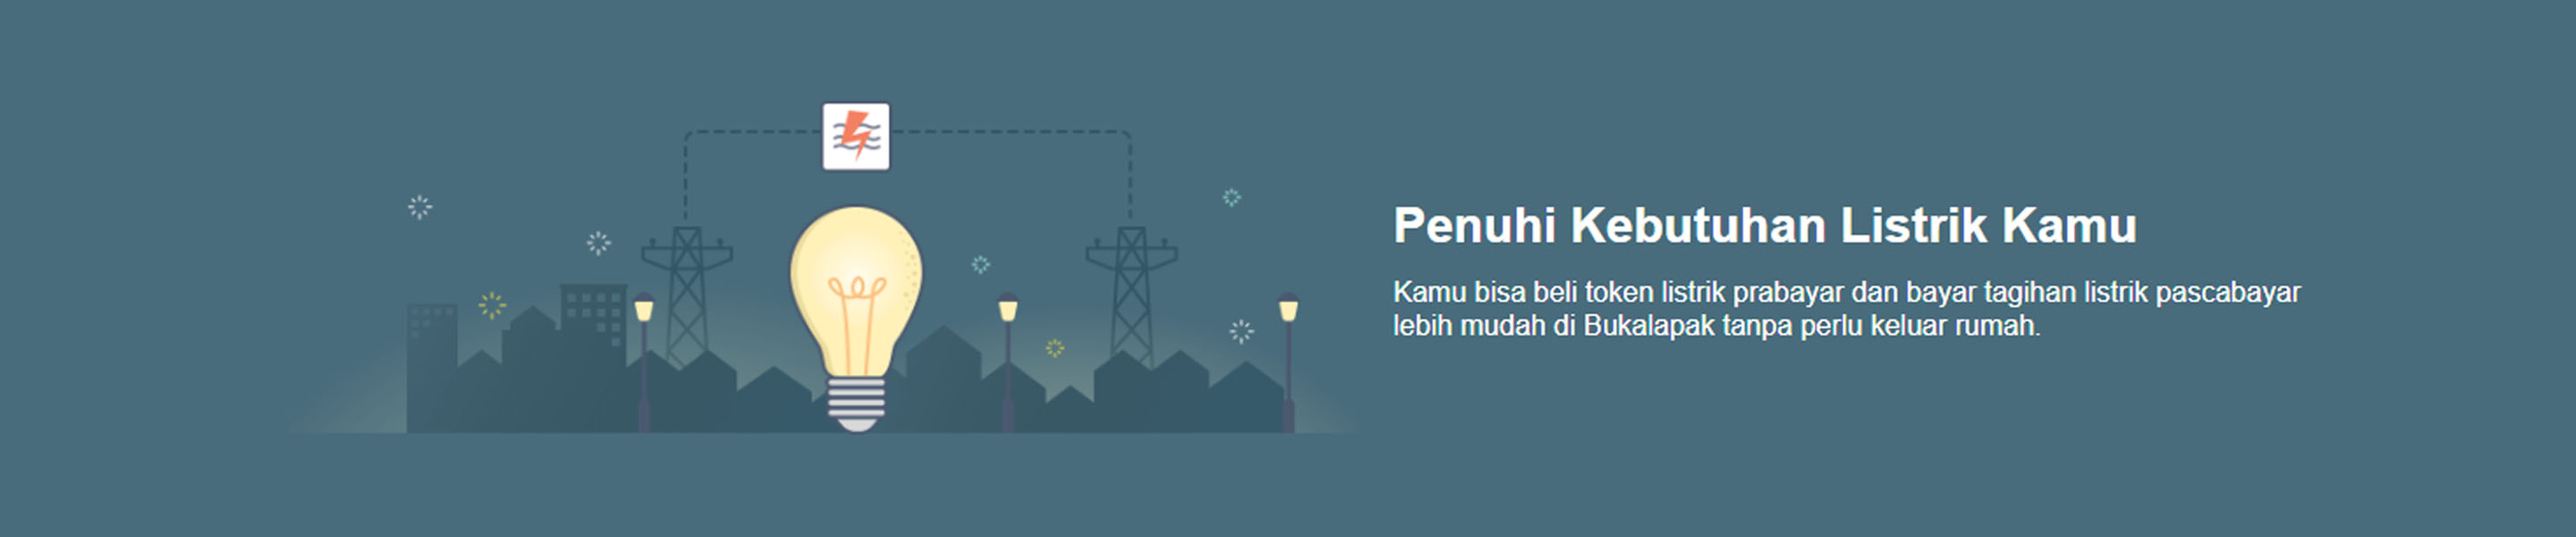 Penuhi Kebutuhan Listrik Kamu
Kamu bisa beli token listrik prabayar dan bayar tagihan listrik pascabayar
lebih mudah di Bukalapak tanpa perlu keluar rumah.